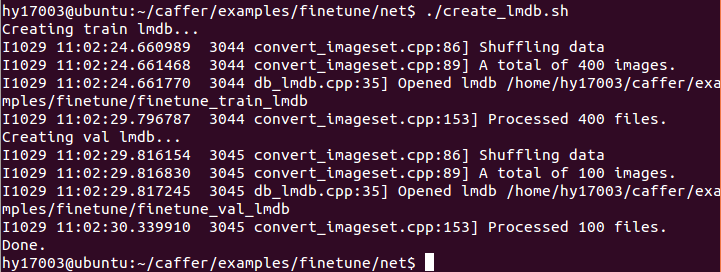 hy17003@ubuntu:~/caffer/examples/finetune/net$ ./create_lmdb.sh
Creating train lmdb...
I1029 11:02:24.660989  3044 convert_imageset.cpp:86] Shuffling data
I1029 11:02:24.661468  3044 convert_imageset.cpp:89] A total of 400 images.
I1029 11:02:24.661770  3044 db_lmdb.cpp:35] Opened lmdb /home/hy17003/caffer/exa
mples/finetune/finetune_train_lmdb
I1029 11:02:29.796787  3044 convert_imageset.cpp:153] Processed 400 files.
Creating val lmdb...
I1029 11:02:29.816154  3045 convert_imageset.cpp:86] Shuffling data
I1029 11:02:29.816830  3045 convert_imageset.cpp:89] A total of 100 images.
I1029 11:02:29.817245  3045 db_lmdb.cpp:35] Opened lmdb /home/hy17003/caffer/exa
mples/finetune/finetune_val_lmdb
I1029 11:02:30.339910  3045 convert_imageset.cpp:153] Processed 100 files.
Done.
hy17003@ubuntu:~/caffer/examples/finetune/net$